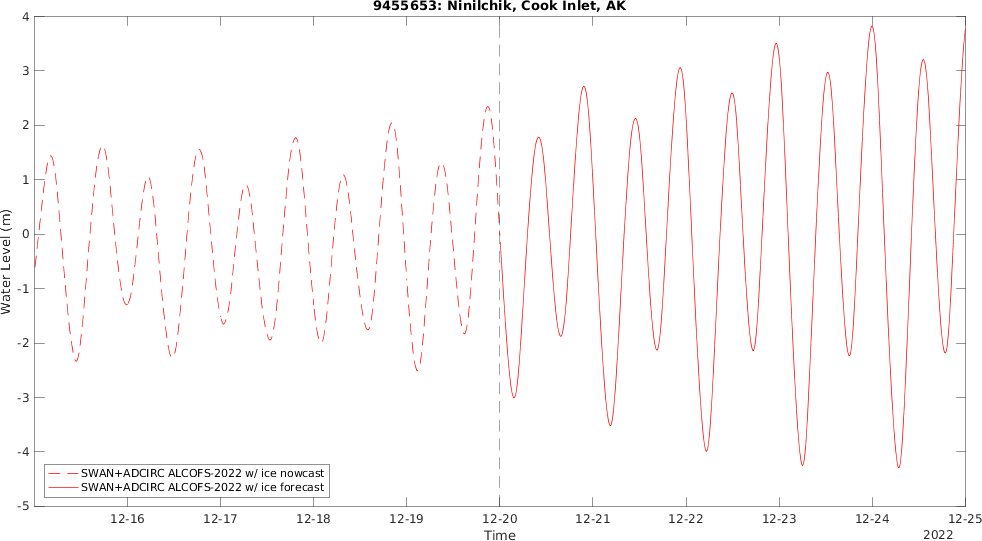 9455653: Ninilchik, Cook Inlet, AK
4
3
2
1
0
-1
-2
-3
-4
-5
Water Level (m)
SWAN+ADCIRC ALCOFS-2022 w/ ice nowcast
SWAN+ADCIRC ALCOFS-2022 w/ ice forecast
12-16 12-17 12-18 12-19 12-20 12-21 12-22 12-23 12-24 12-25
Time
2022